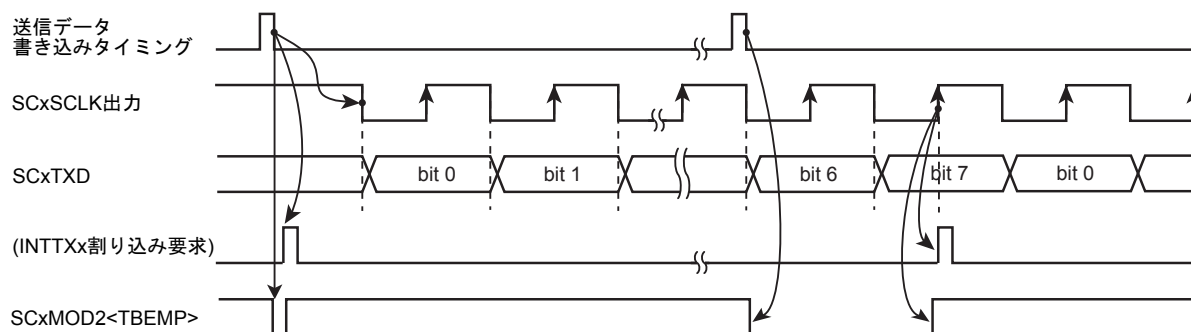 送信データ
書き込みタイミング
SCxSCLK出力
SCxTXD
bit 0
bit 1
bit 6
bit 7
bit 0
(INTTXx割り込み要求)
SCxMOD2<TBEMP>